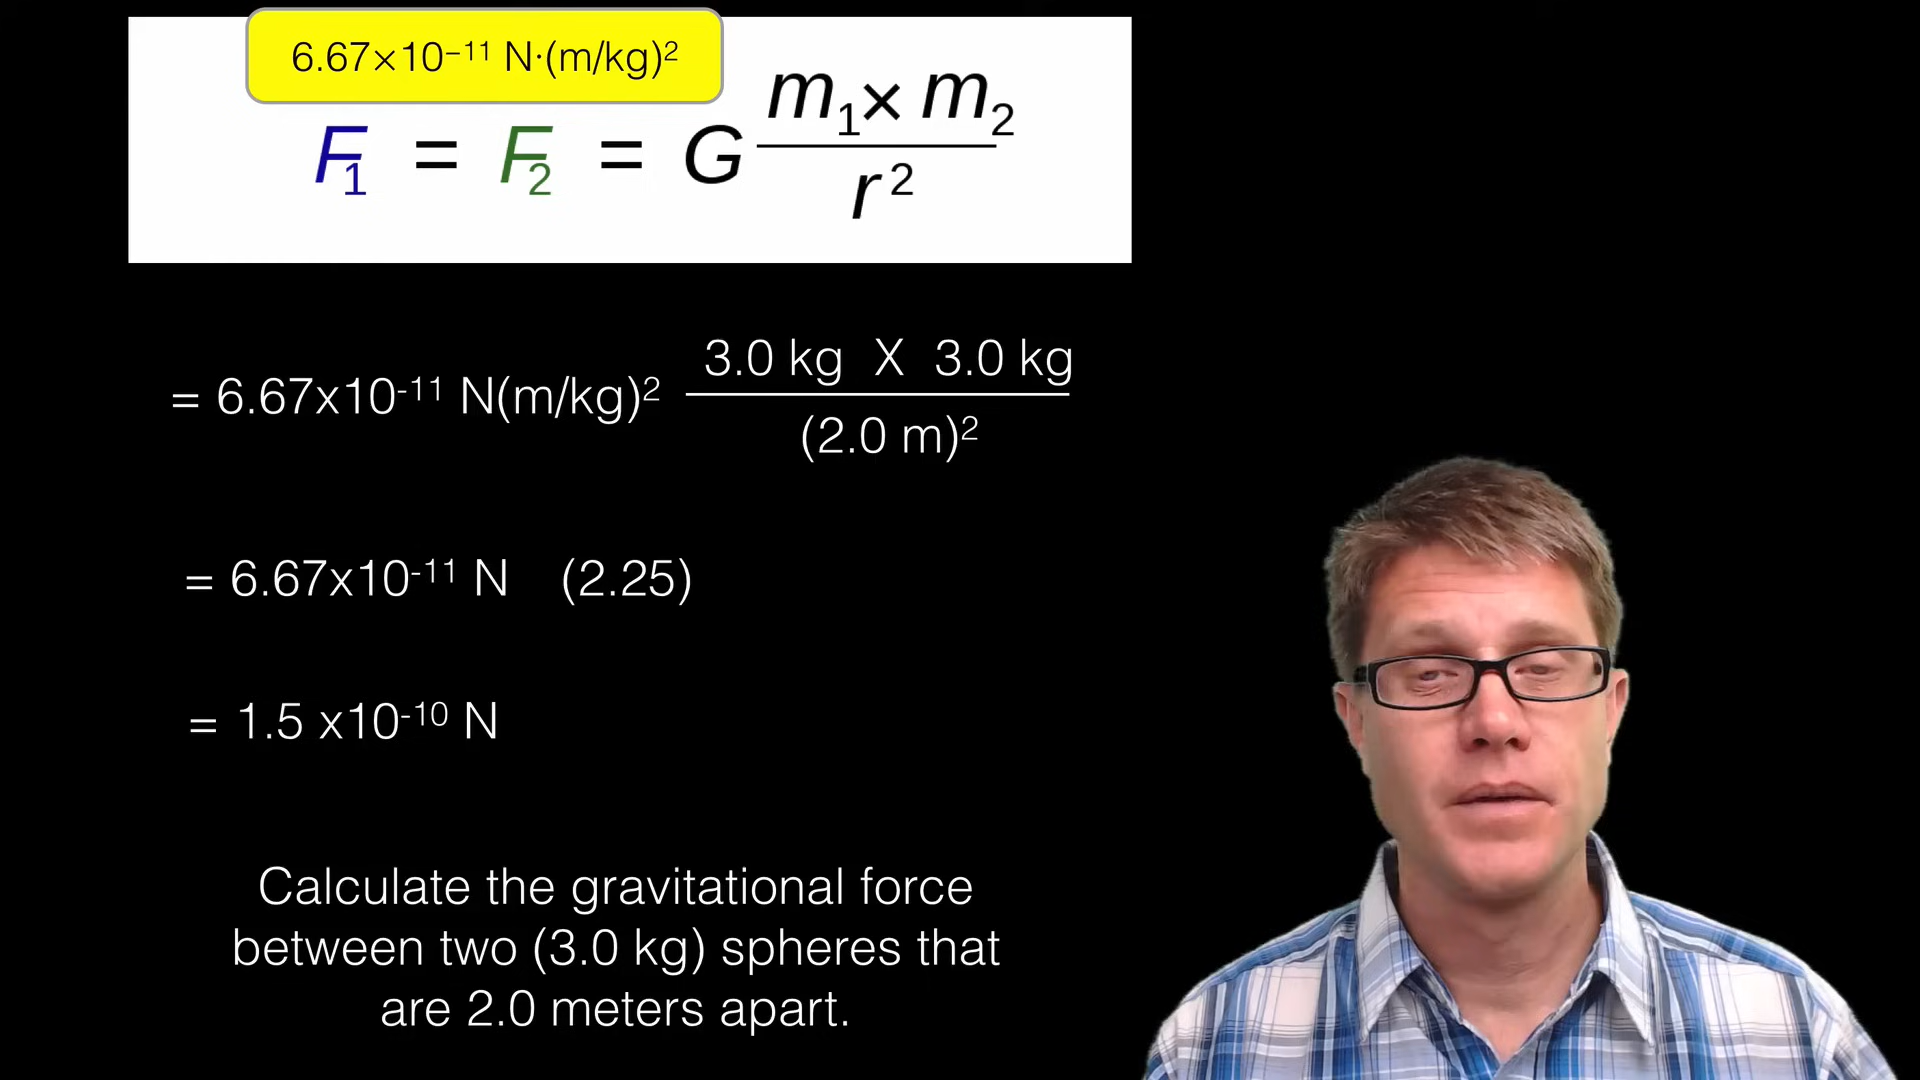 6.67×10⁻¹¹ N·(m/kg)²
F₁ = F₂ = G m₁× m₂ / r²
= 6.67x10⁻¹¹ N(m/kg)² 3.0 kg X 3.0 kg / (2.0 m)²
= 6.67x10⁻¹¹ N (2.25)
= 1.5 x10⁻¹⁰ N
Calculate the gravitational force
between two (3.0 kg) spheres that
are 2.0 meters apart.